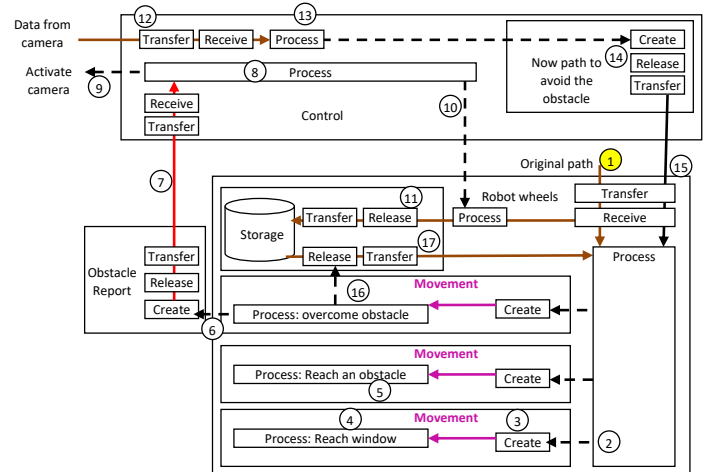 12
13
Data from
camera
Transfer
Receive
Process
Create
14
Now path to
avoid the
obstacle
Release
Transfer
Activate
camera
9
8
Process
10
Receive
Transfer
Control
7
Original path
1
15
11
Robot wheels
Transfer
Storage
Transfer
Release
Process
Receive
17
Release
Transfer
Process
Obstacle
Report
Transfer
Release
Create
16
Movement
6
Process: overcome obstacle
Create
Movement
Process: Reach an obstacle
Create
5
4
Movement
3
Process: Reach window
Create
2